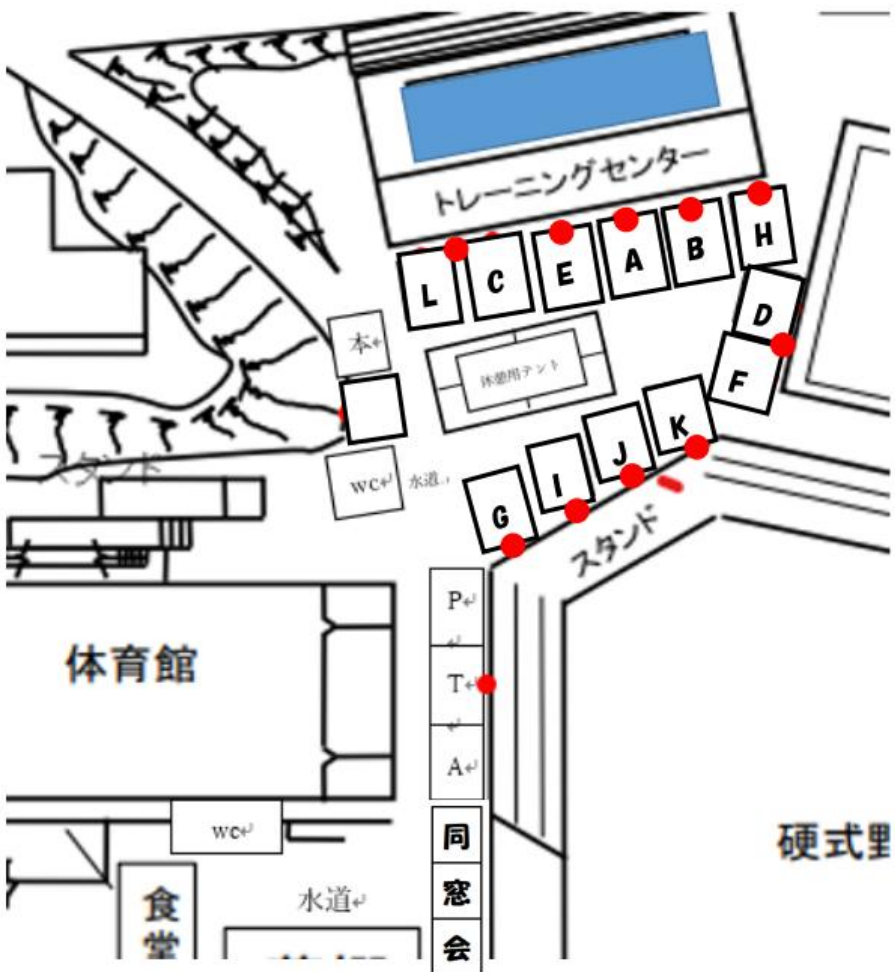 トレーニングセンター
L
C
E
A
B
H
D
F
本↵
休憩用テント
スタンド
wc↵
水道↵
G
I
J
K
スタンド
P↵
↵
T↵
↵
A↵
体育館
wc↵
同
窓
会
硬式野
水道↵
食
堂